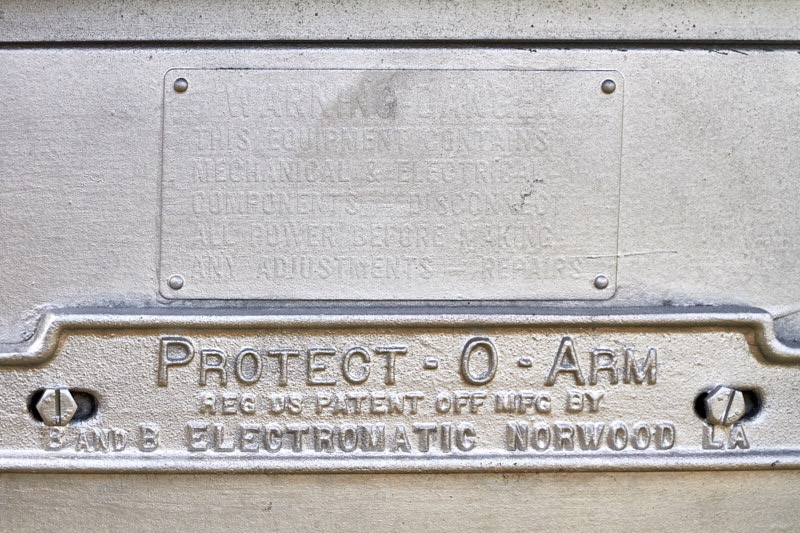 WARNING DANGER
THIS EQUIPMENT CONTAINS
MECHANICAL & ELECTRICAL
COMPONENTS — DISCONNECT
ALL POWER BEFORE MAKING
ANY ADJUSTMENTS — REPAIRS
PROTECT-O-ARM
REG US PATENT OFF MFG BY
B AND B ELECTROMATIC NORWOOD LA